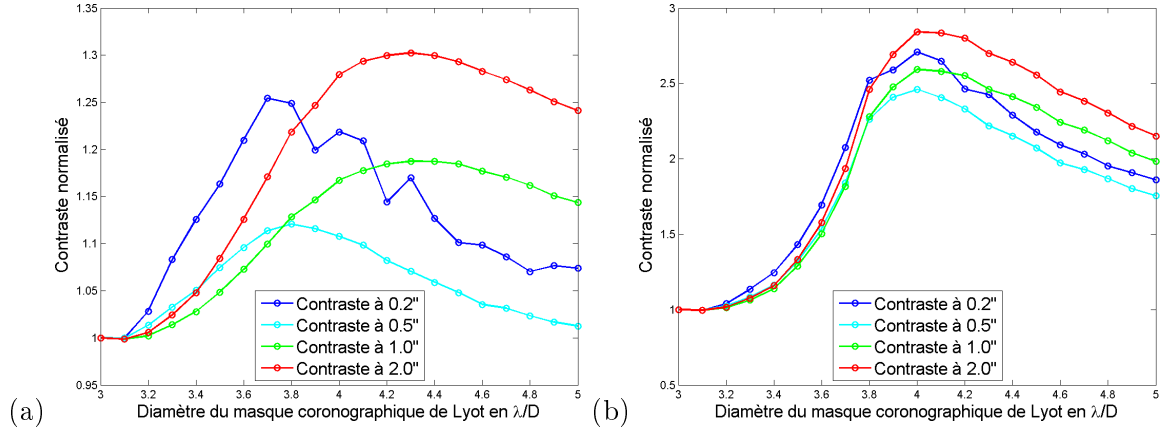 1.35
1.3
1.25
1.2
1.15
1.1
1.05
1
0.95
Contraste normalisé
3 3.2 3.4 3.6 3.8 4 4.2 4.4 4.6 4.8 5
Contraste à 0.2"
Contraste à 0.5"
Contraste à 1.0"
Contraste à 2.0"
(a) Diamètre du masque coronographique de Lyot en λ/D
3
2.5
2
1.5
1
0.5
Contraste normalisé
3 3.2 3.4 3.6 3.8 4 4.2 4.4 4.6 4.8 5
Contraste à 0.2"
Contraste à 0.5"
Contraste à 1.0"
Contraste à 2.0"
(b) Diamètre du masque coronographique de Lyot en λ/D